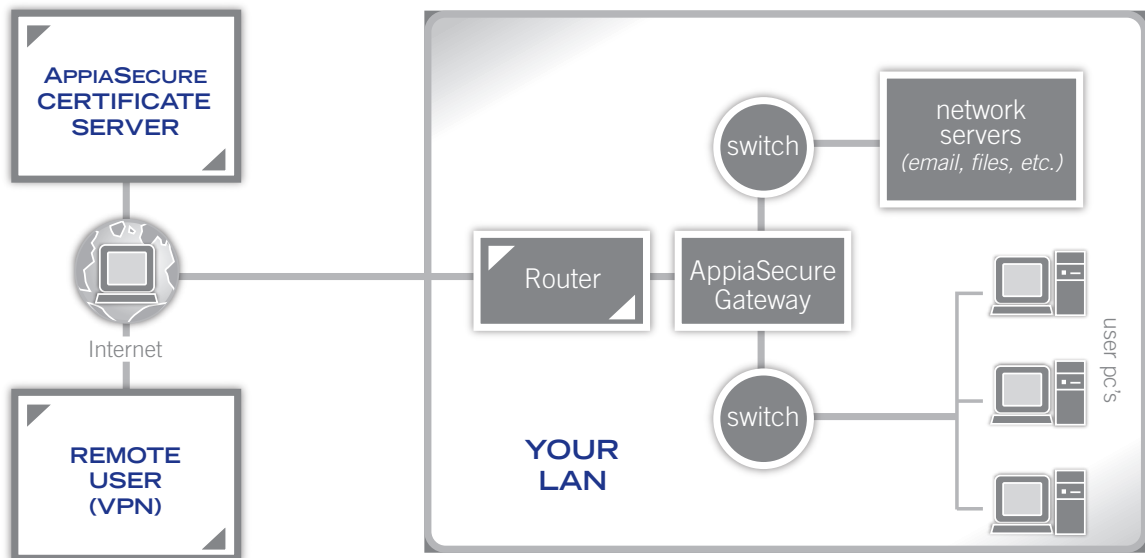 APPIASECURE
CERTIFICATE
SERVER
Internet
REMOTE
USER
(VPN)
Router
AppiaSecure
Gateway
switch
network
servers
(email, files, etc.)
switch
user pc's
YOUR
LAN